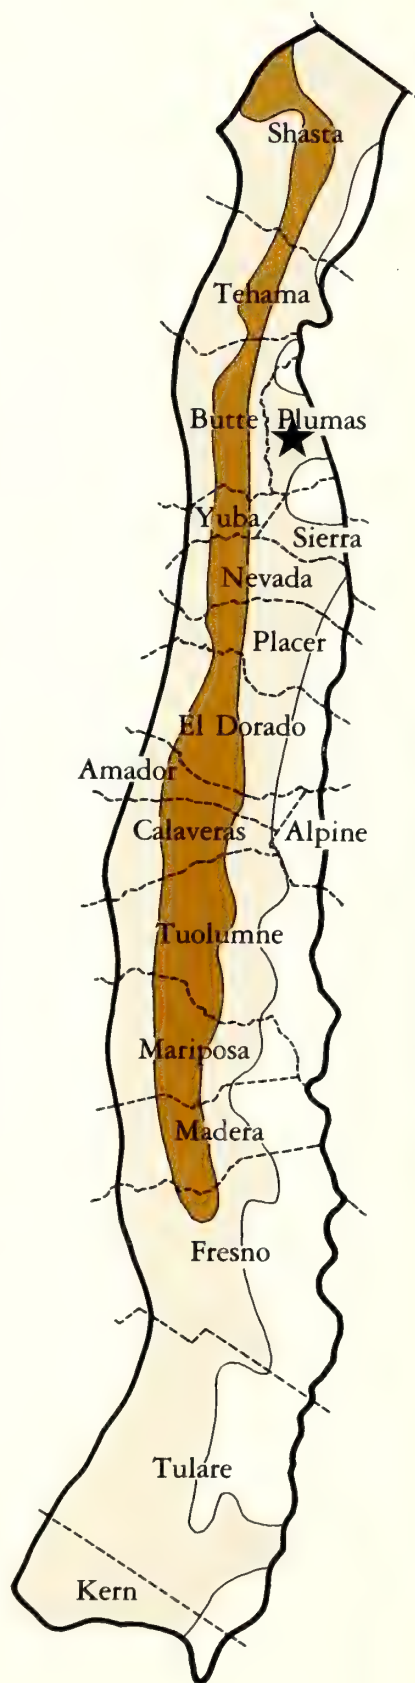 Shasta
Tehama
Butte Plumas
Yuba
Sierra
Nevada
Placer
El Dorado
Amador
Calaveras Alpine
Tuolumne
Mariposa
Madera
Fresno
Tulare
Kern